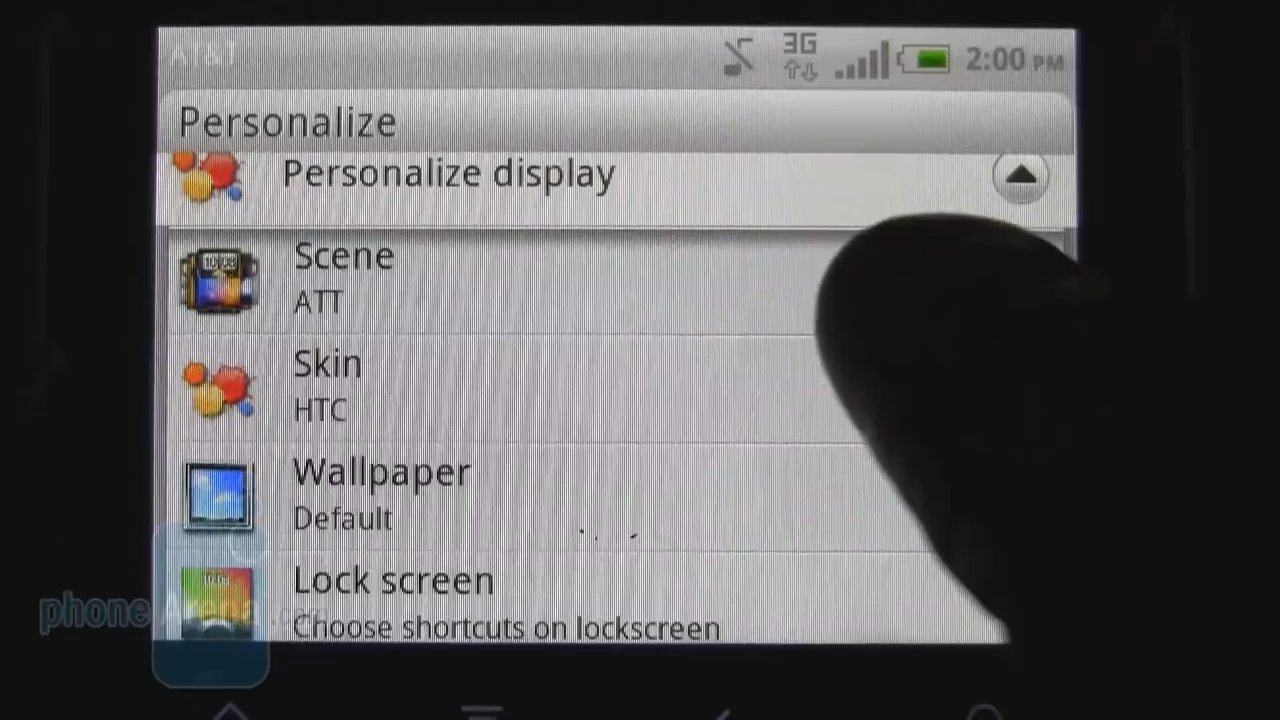 AT&T
3G
2:00 PM
Personalize
Personalize display
Scene
ATT
Skin
HTC
Wallpaper
Default
Lock screen
Choose shortcuts on lockscreen
phoneArena.com